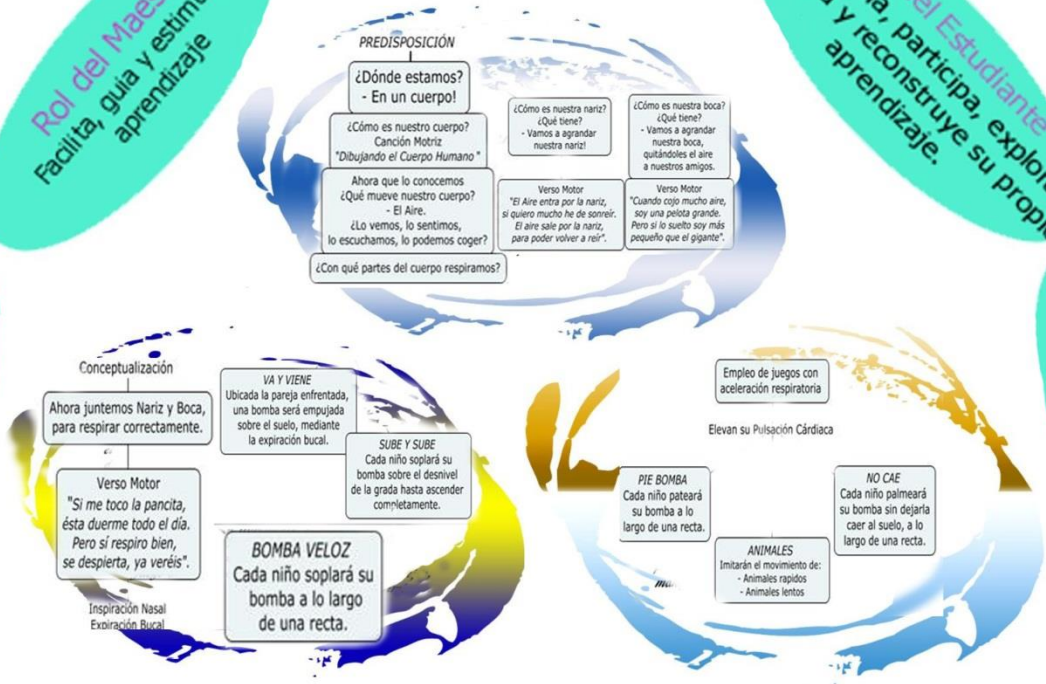 Rol del Maes
Facilita, guia y estim
aprendizaje
el Estudiante
participa, explor
y reconstruye su propi
aprendizaje.
PREDISPOSICIÓN
¿Dónde estamos?
- En un cuerpo!
¿Cómo es nuestro cuerpo?
Canción Motriz
"Dibujando el Cuerpo Humano"
Ahora que lo conocemos
¿Qué mueve nuestro cuerpo?
- El Aire.
¿Lo vemos, lo sentimos,
lo escuchamos, lo podemos coger?
¿Con qué partes del cuerpo respiramos?
¿Cómo es nuestra nariz?
¿Qué tiene?
- Vamos a agrandar
nuestra nariz!
Verso Motor
"El Aire entra por la nariz,
si quiero mucho he de sonreír.
El aire sale por la nariz,
para poder volver a reír".
¿Cómo es nuestra boca?
¿Qué tiene?
- Vamos a agrandar
nuestra boca,
quitándoles el aire
a nuestros amigos.
Verso Motor
"Cuando cojo mucho aire,
soy una pelota grande.
Pero si lo suelto soy más
pequeño que el gigante".
Conceptualización
Ahora juntemos Nariz y Boca,
para respirar correctamente.
Verso Motor
"Si me toco la pancita,
ésta duerme todo el día.
Pero sí respiro bien,
se despierta, ya veréis".
Inspiración Nasal
Expiración Bucal
VA Y VIENE
Ubicada la pareja enfrentada,
una bomba será empujada
sobre el suelo, mediante
la expiración bucal.
SUBE Y SUBE
Cada niño soplará su
bomba sobre el desnivel
de la grada hasta ascender
completamente.
BOMBA VELOZ
Cada niño soplará su
bomba a lo largo
de una recta.
Empleo de juegos con
aceleración respiratoria
Elevan su Pulsación Cárdiaca
PIE BOMBA
Cada niño pateará
su bomba a lo
largo de una recta.
NO CAE
Cada niño palmeará
su bomba sin dejarla
caer al suelo, a lo
largo de una recta.
ANIMALES
Imitarán el movimiento de:
- Animales rapidos
- Animales lentos